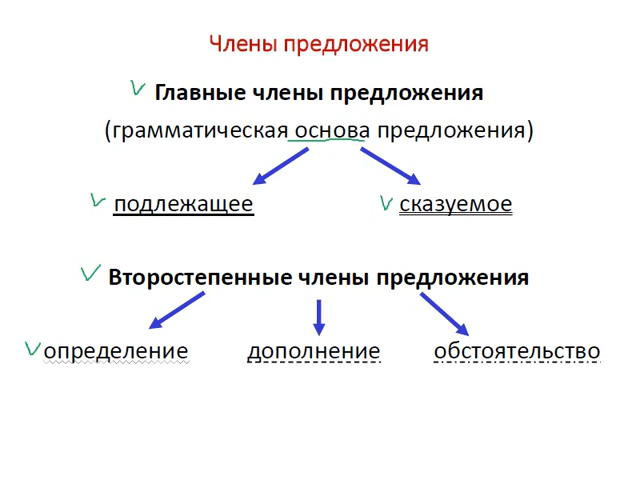 Члены предложения
Главные члены предложения
(грамматическая основа предложения)
подлежащее сказуемое
Второстепенные члены предложения
определение дополнение обстоятельство